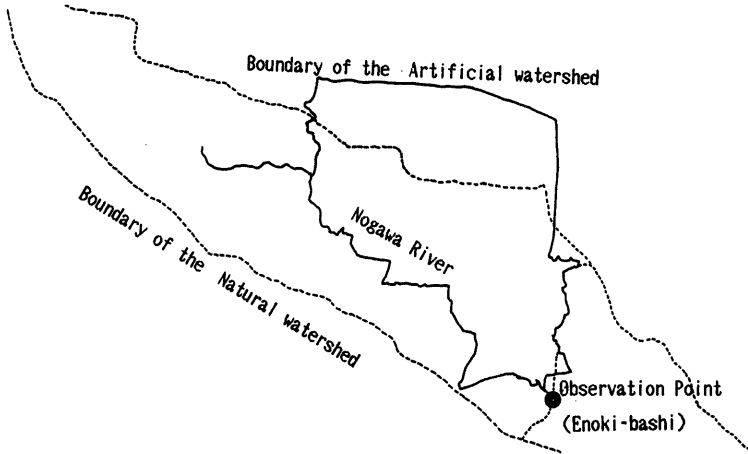 Boundary of the Artificial watershed
Nogawa River
Boundary of the Natural watershed
Observation Point
(Enoki-bashi)